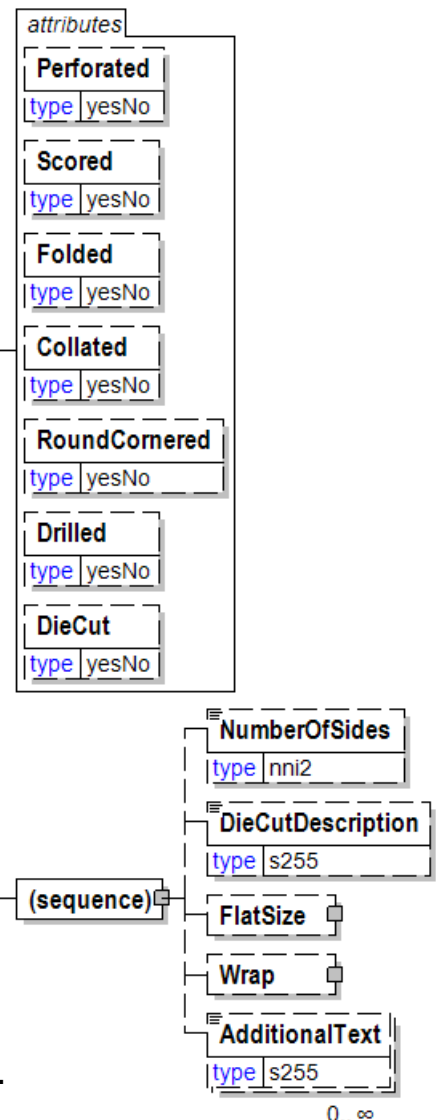 attributes
Perforated
type yesNo
Scored
type yesNo
Folded
type yesNo
Collated
type yesNo
RoundCornered
type yesNo
Drilled
type yesNo
DieCut
type yesNo
NumberOfSides
type nni2
DieCutDescription
type s255
(sequence)
FlatSize
Wrap
AdditionalText
type s255
.
0 ∞